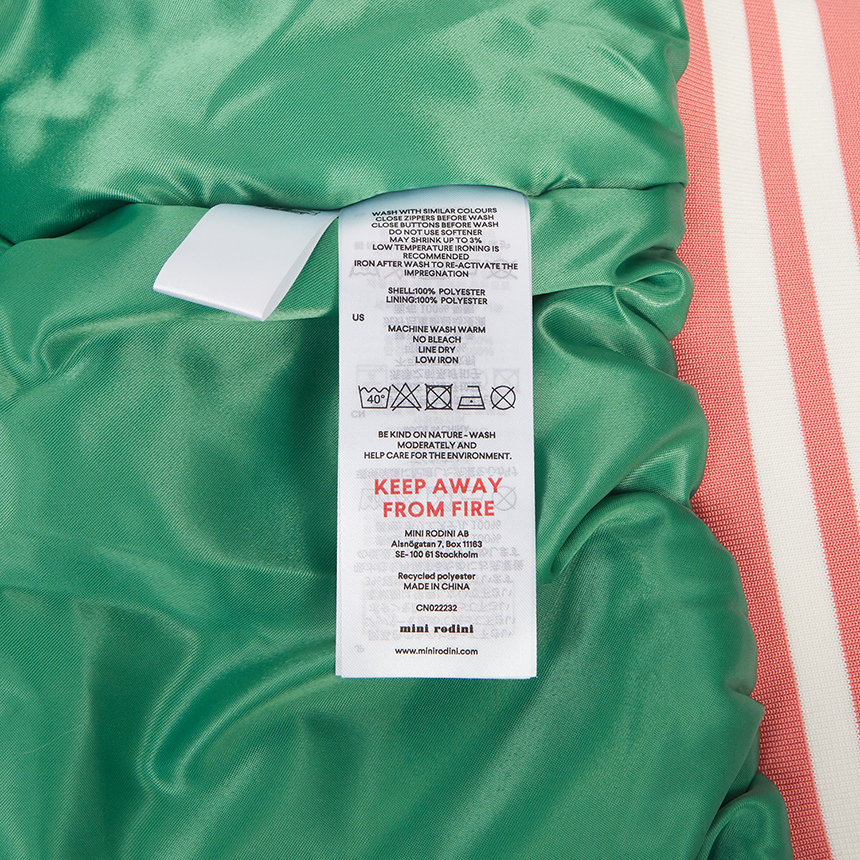 WASH WITH SIMILAR COLOURS
CLOSE ZIPPERS BEFORE WASH
CLOSE BUTTONS BEFORE WASH
DO NOT USE SOFTENER
MAY SHRINK UP TO 3%
LOW TEMPERATURE IRONING IS
RECOMMENDED
IRON AFTER WASH TO RE-ACTIVATE THE
IMPREGNATION
SHELL:100% POLYESTER
LINING:100% POLYESTER
US
MACHINE WASH WARM
NO BLEACH
LINE DRY
LOW IRON
40°
BE KIND ON NATURE - WASH
MODERATELY AND
HELP CARE FOR THE ENVIRONMENT.
KEEP AWAY
FROM FIRE
MINI RODINI AB
Alsnögatan 7, Box 11163
SE- 100 61 Stockholm
Recycled polyester
MADE IN CHINA
CN022232
mini rodini
www.minirodini.com